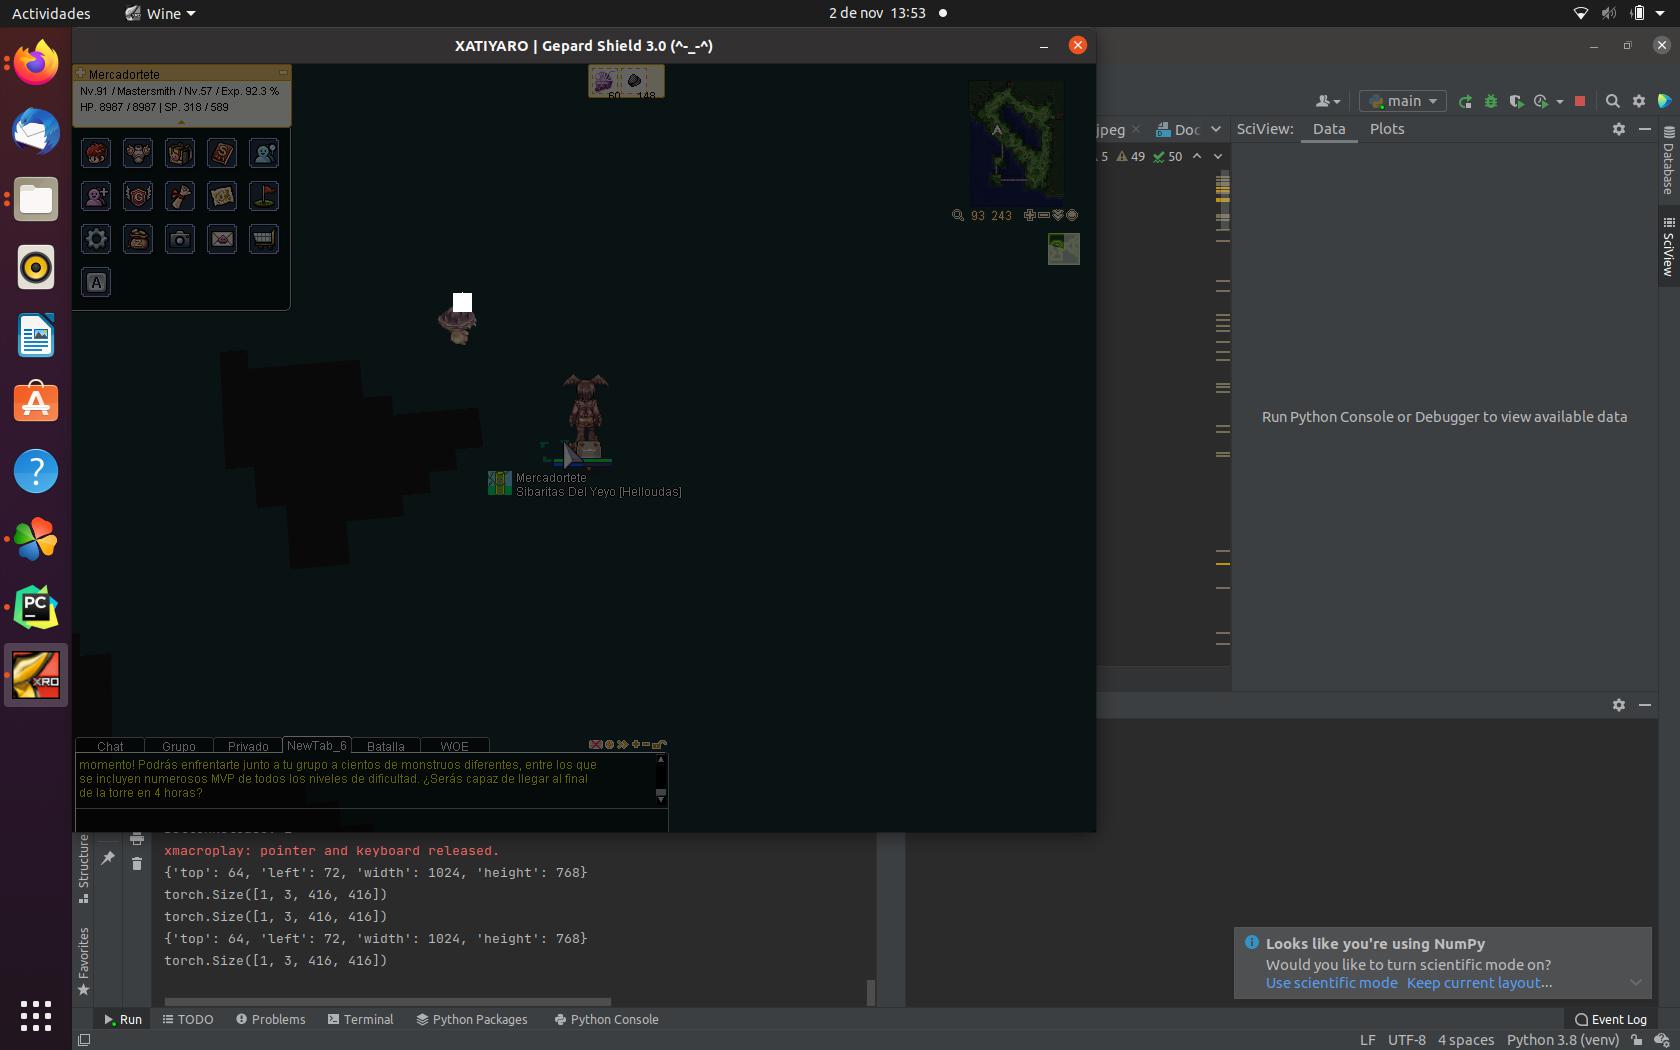 Actividades
Wine
2 de nov 13:53
XATIYARO | Gepard Shield 3.0 (^-_-^)
Mercadortete
Nv.91 / Mastersmith / Nv.57 / Exp. 92.3 %
HP. 8987 / 8987 | SP. 318 / 589
60
148
93 243
A
Mercadortete
Sibaritas Del Yeyo [Helloudas]
Chat
Grupo
Privado
NewTab_6
Batalla
WOE
momento! Podrás enfrentarte junto a tu grupo a cientos de monstruos diferentes, entre los que
se incluyen numerosos MVP de todos los niveles de dificultad. ¿Serás capaz de llegar al final
de la torre en 4 horas?
main
jpeg
Doc
SciView:
Data
Plots
5
49
50
Database
SciView
Run Python Console or Debugger to view available data
PC
XRO
Structure
Favorites
xmacroplay: pointer and keyboard released.
{'top': 64, 'left': 72, 'width': 1024, 'height': 768}
torch.Size([1, 3, 416, 416])
torch.Size([1, 3, 416, 416])
{'top': 64, 'left': 72, 'width': 1024, 'height': 768}
torch.Size([1, 3, 416, 416])
Looks like you're using NumPy
Would you like to turn scientific mode on?
Use scientific mode Keep current layout...
Run
TODO
Problems
Terminal
Python Packages
Python Console
Event Log
LF
UTF-8
4 spaces
Python 3.8 (venv)